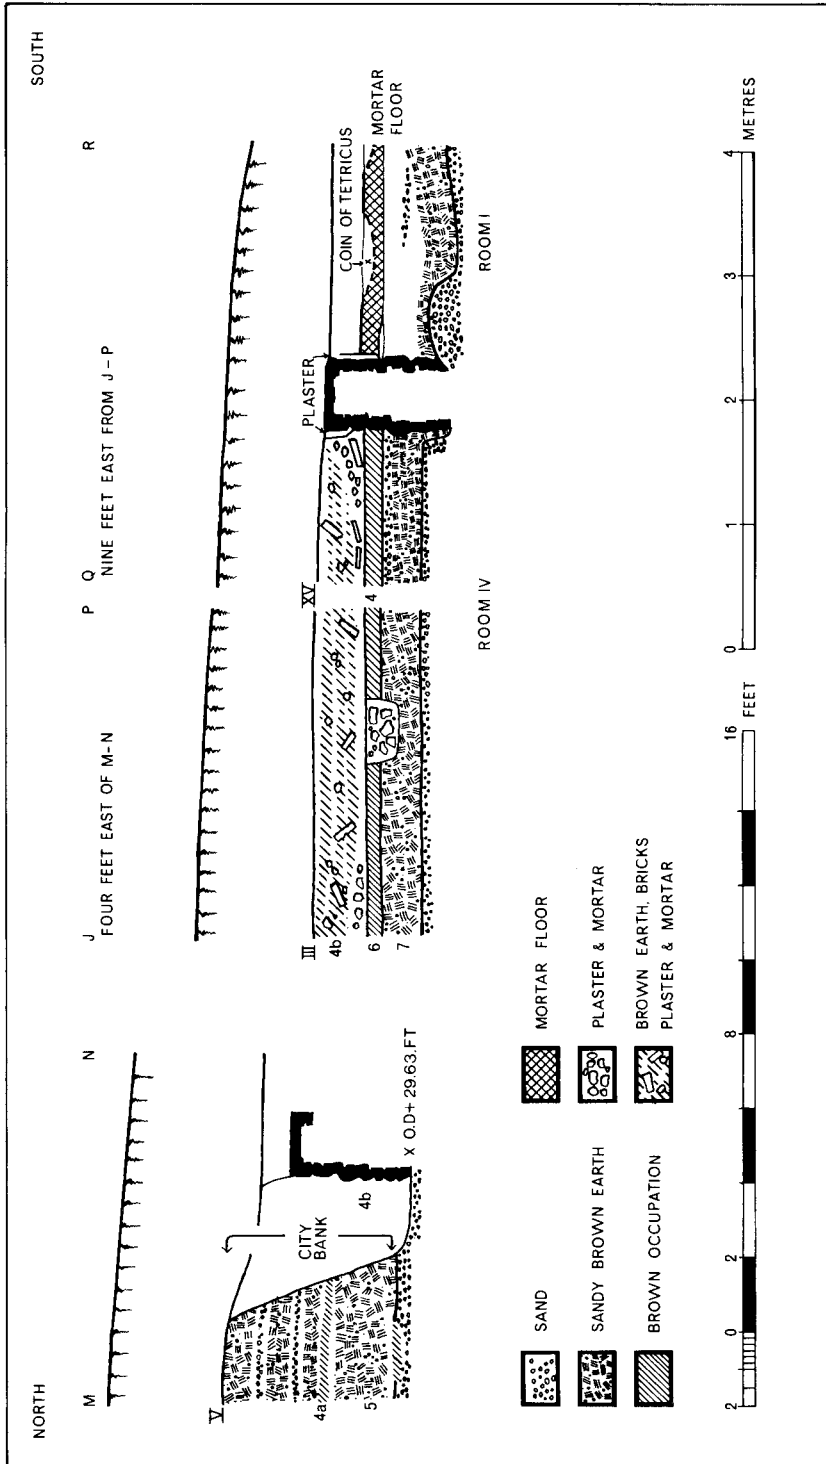 NORTH
SOUTH
M
N
J
P
Q
R
FOUR FEET EAST OF M-N
NINE FEET EAST FROM J-P
V
4a
5
CITY
BANK
4b
X O.D+ 29.63.FT
III
4b
6
7
XV
4
PLASTER
COIN OF TETRICUS
MORTAR
FLOOR
ROOM IV
ROOM I
SAND
SANDY BROWN EARTH
BROWN OCCUPATION
MORTAR FLOOR
PLASTER & MORTAR
BROWN EARTH, BRICKS
PLASTER & MORTAR
2
0
2
8
16
FEET
0
1
2
3
4
METRES